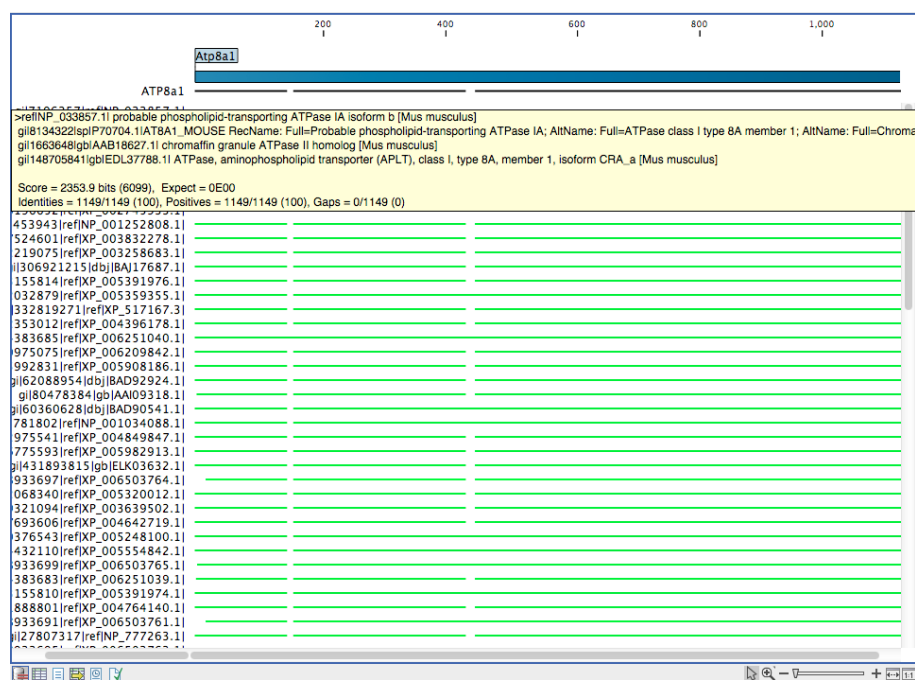 200 400 600 800 1,000
Atp8a1
ATP8a1
>ref|NP_033857.1| probable phospholipid-transporting ATPase IA isoform b [Mus musculus]
gi|8134322|sp|P70704.1|AT8A1_MOUSE RecName: Full=Probable phospholipid-transporting ATPase IA; AltName: Full=ATPase class I type 8A member 1; AltName: Full=Chroma
gi|1663648|gb|AAB18627.1| chromaffin granule ATPase II homolog [Mus musculus]
gi|148705841|gb|EDL37788.1| ATPase, aminophospholipid transporter (APLT), class I, type 8A, member 1, isoform CRA_a [Mus musculus]
Score = 2353.9 bits (6099), Expect = 0E00
Identities = 1149/1149 (100), Positives = 1149/1149 (100), Gaps = 0/1149 (0)
453943|ref|NP_001252808.1|
7524601|ref|XP_003832278.1|
219075|ref|XP_003258683.1|
gi|306921215|dbj|BAJ17687.1|
155814|ref|XP_005391976.1|
032879|ref|XP_005359355.1|
|332819271|ref|XP_517167.3|
353012|ref|XP_004396178.1|
383685|ref|XP_006251040.1|
0975075|ref|XP_006209842.1|
992831|ref|XP_005908186.1|
gi|62088954|dbj|BAD92924.1|
gi|80478384|gb|AAI09318.1|
gi|60360628|dbj|BAD90541.1|
781802|ref|NP_001034088.1|
975541|ref|XP_004849847.1|
775593|ref|XP_005982913.1|
gi|431893815|gb|ELK03632.1|
933697|ref|XP_006503764.1|
068340|ref|XP_005320012.1|
0321094|ref|XP_003639502.1|
7693606|ref|XP_004642719.1|
0376543|ref|XP_005248100.1|
432110|ref|XP_005554842.1|
8933699|ref|XP_006503765.1|
383683|ref|XP_006251039.1|
155810|ref|XP_005391974.1|
1888801|ref|XP_004764140.1|
8933691|ref|XP_006503761.1|
gi|27807317|ref|NP_777263.1|
1:1